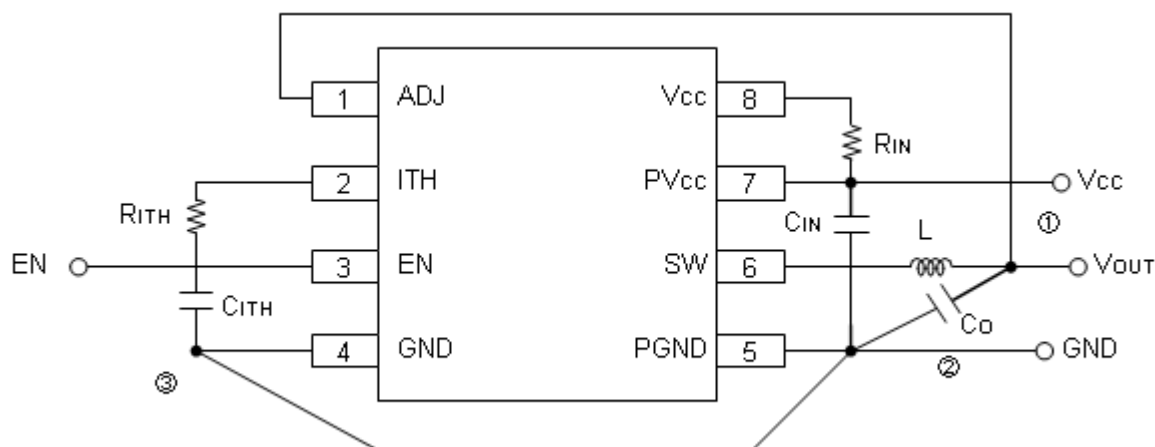 1 ADJ Vcc 8
RIN
2 ITH PVcc 7 Vcc
RITH CIN ①
L
EN 3 EN SW 6 VOUT
CITH CO
4 GND PGND 5 GND
③ ②